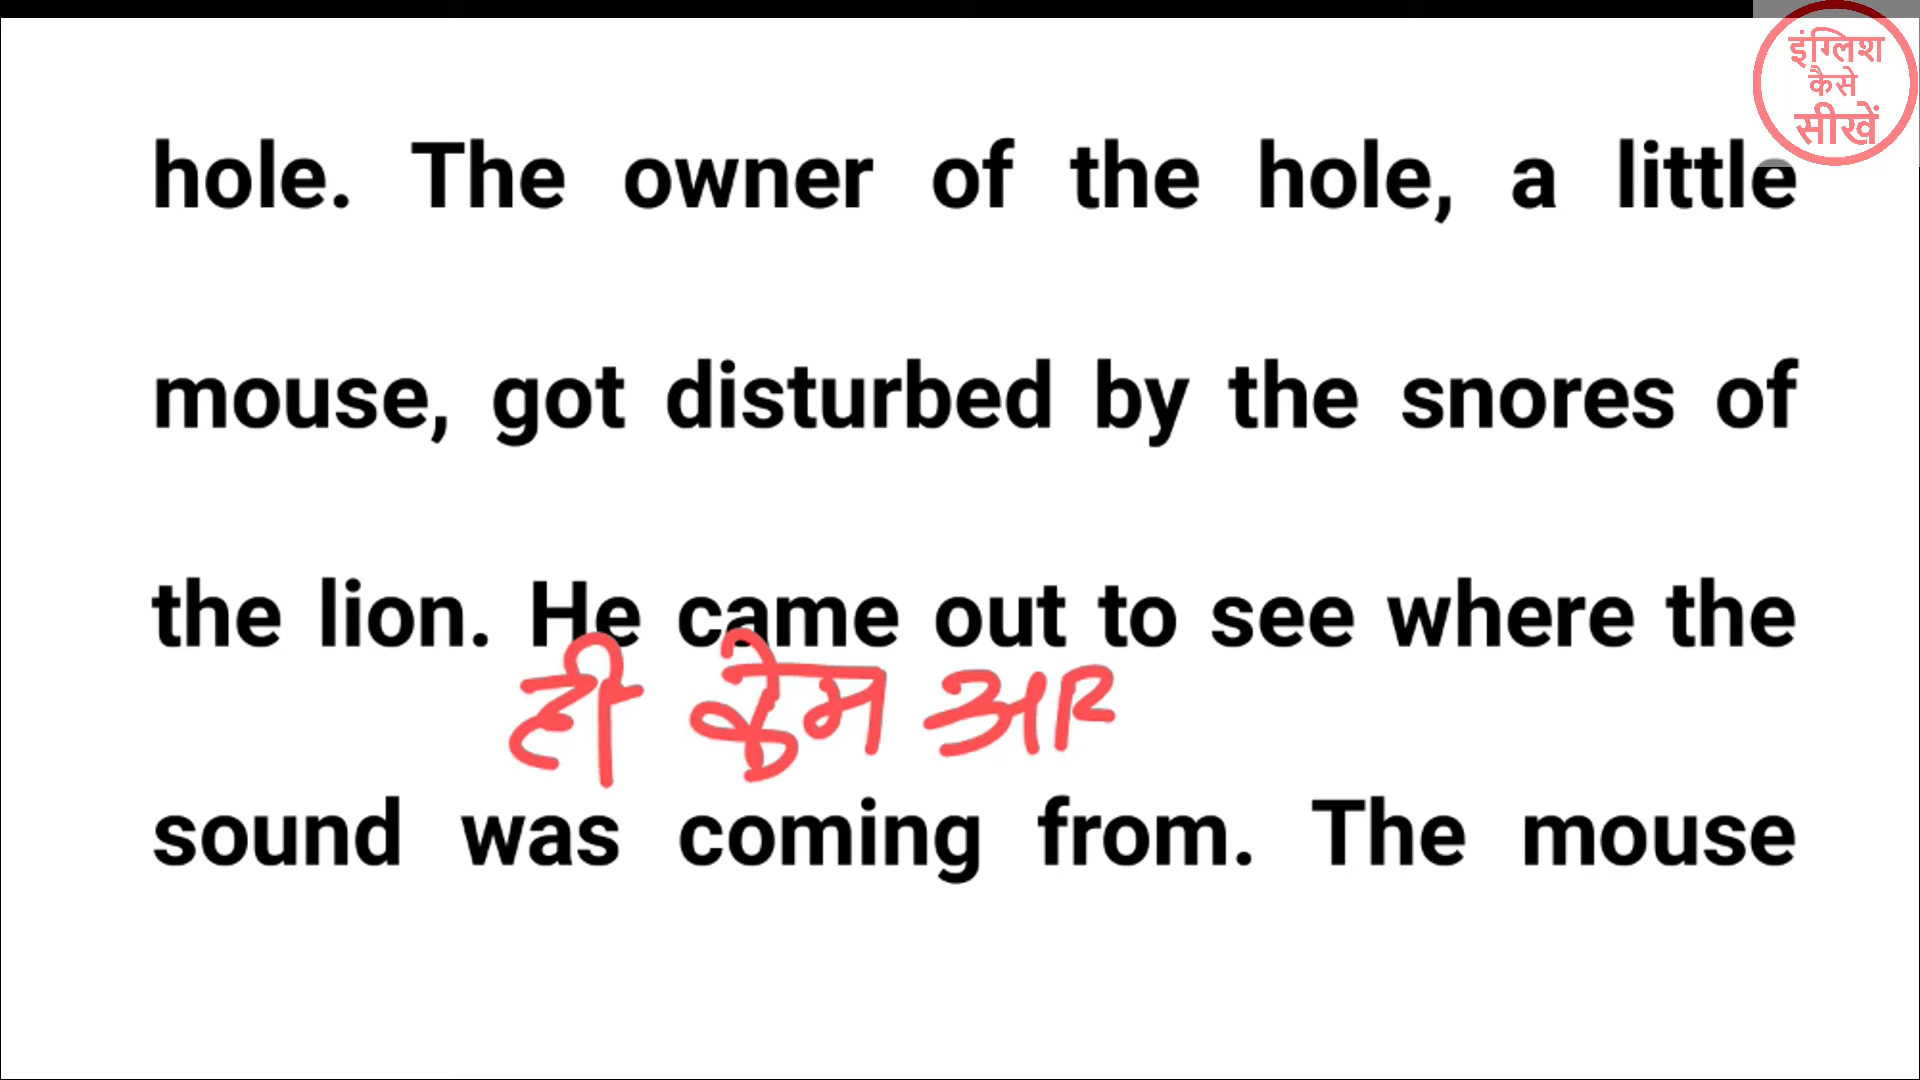 इंग्लिश
कैसे
सीखें
hole. The owner of the hole, a little
mouse, got disturbed by the snores of
the lion. He came out to see where the
ही केम
sound was coming from. The mouse